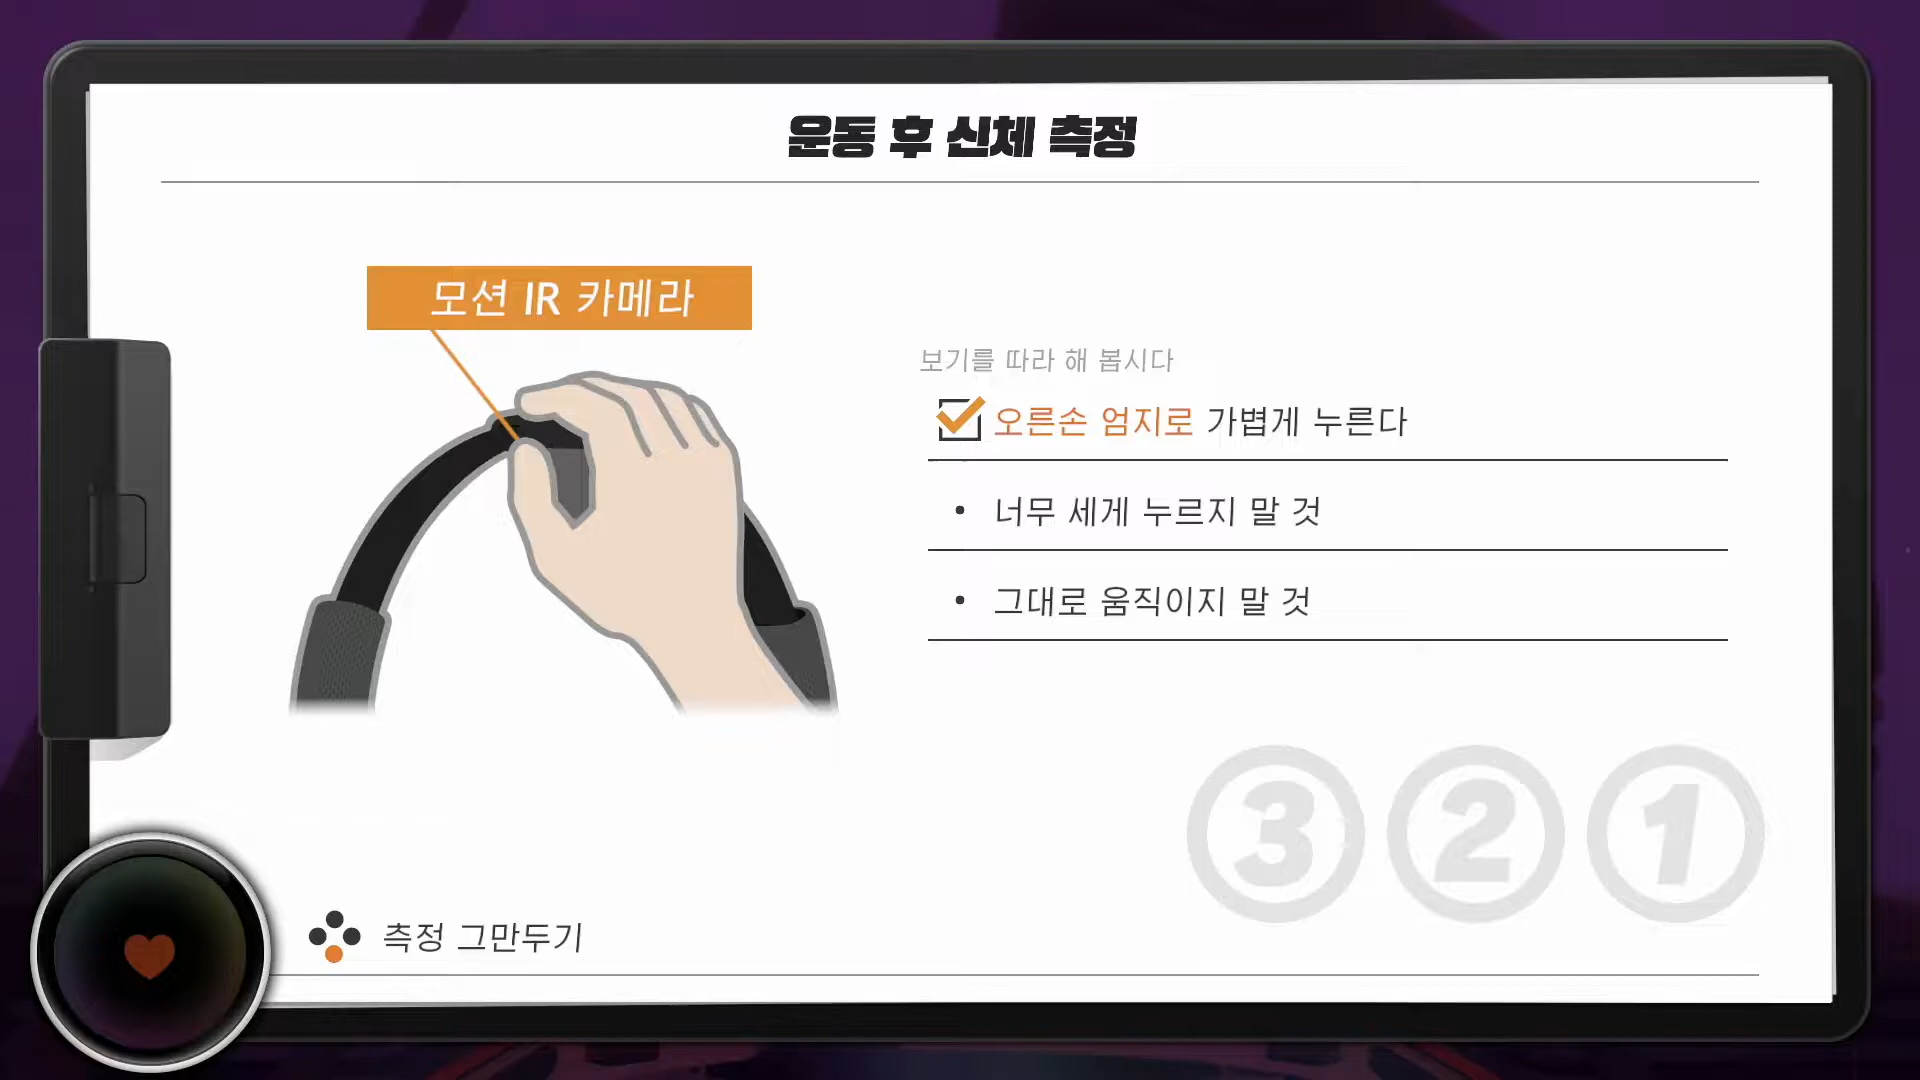 운동 후 신체 측정
모션 IR 카메라
보기를 따라 해 봅시다
오른손 엄지로 가볍게 누른다
• 너무 세게 누르지 말 것
• 그대로 움직이지 말 것
3 2 1
측정 그만두기